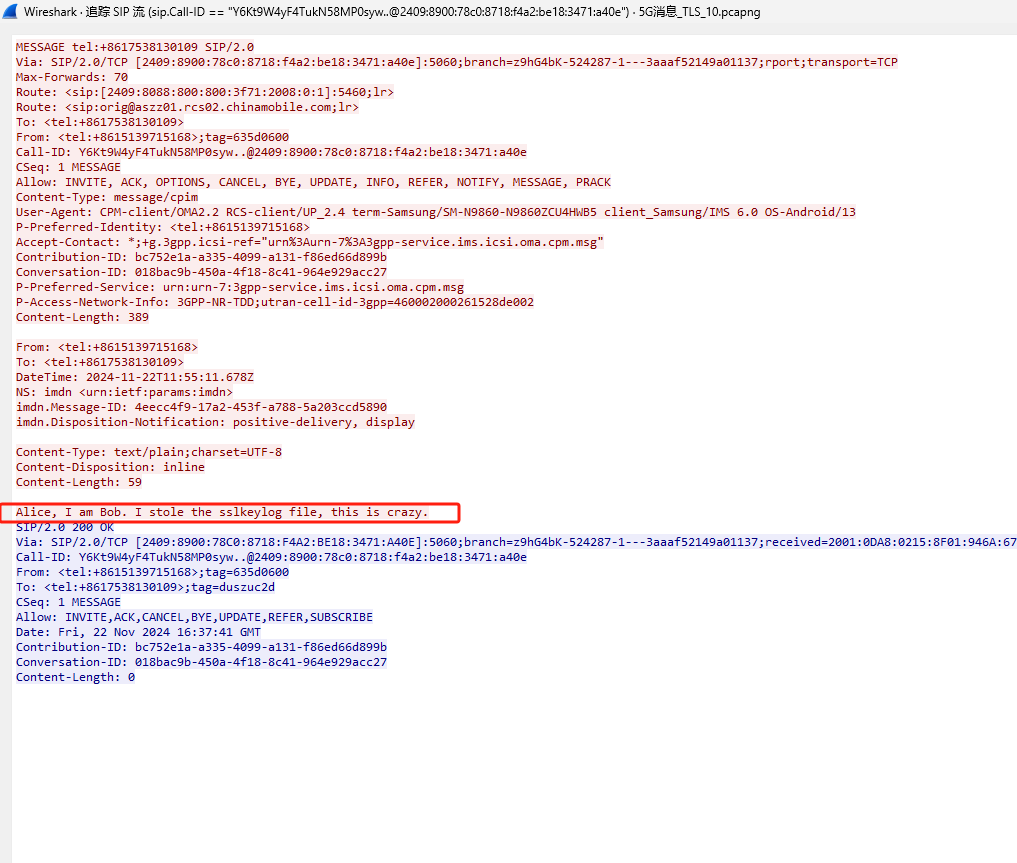 Wireshark · 追踪 SIP 流 (sip.Call-ID == "Y6Kt9W4yF4TukN58MP0syw..@2409:8900:78c0:8718:f4a2:be18:3471:a40e") · 5G消息_TLS_10.pcapng
MESSAGE tel:+8617538130109 SIP/2.0
Via: SIP/2.0/TCP [2409:8900:78c0:8718:f4a2:be18:3471:a40e]:5060;branch=z9hG4bK-524287-1---3aaaf52149a01137;rport;transport=TCP
Max-Forwards: 70
Route: <sip:[2409:8088:800:800:3f71:2008:0:1]:5460;lr>
Route: <sip:orig@aszz01.rcs02.chinamobile.com;lr>
To: <tel:+8617538130109>
From: <tel:+8615139715168>;tag=635d0600
Call-ID: Y6Kt9W4yF4TukN58MP0syw..@2409:8900:78c0:8718:f4a2:be18:3471:a40e
CSeq: 1 MESSAGE
Allow: INVITE, ACK, OPTIONS, CANCEL, BYE, UPDATE, INFO, REFER, NOTIFY, MESSAGE, PRACK
Content-Type: message/cpim
User-Agent: CPM-client/OMA2.2 RCS-client/UP_2.4 term-Samsung/SM-N9860-N9860ZCU4HWB5 client_Samsung/IMS 6.0 OS-Android/13
P-Preferred-Identity: <tel:+8615139715168>
Accept-Contact: *;+g.3gpp.icsi-ref="urn%3Aurn-7%3A3gpp-service.ims.icsi.oma.cpm.msg"
Contribution-ID: bc752e1a-a335-4099-a131-f86ed66d899b
Conversation-ID: 018bac9b-450a-4f18-8c41-964e929acc27
P-Preferred-Service: urn:urn-7:3gpp-service.ims.icsi.oma.cpm.msg
P-Access-Network-Info: 3GPP-NR-TDD;utran-cell-id-3gpp=460002000261528de002
Content-Length: 389
From: <tel:+8615139715168>
To: <tel:+8617538130109>
DateTime: 2024-11-22T11:55:11.678Z
NS: imdn <urn:ietf:params:imdn>
imdn.Message-ID: 4eecc4f9-17a2-453f-a788-5a203ccd5890
imdn.Disposition-Notification: positive-delivery, display
Content-Type: text/plain;charset=UTF-8
Content-Disposition: inline
Content-Length: 59
Alice, I am Bob. I stole the sslkeylog file, this is crazy.
SIP/2.0 200 OK
Via: SIP/2.0/TCP [2409:8900:78C0:8718:F4A2:BE18:3471:A40E]:5060;branch=z9hG4bK-524287-1---3aaaf52149a01137;received=2001:0DA8:0215:8F01:946A:67
Call-ID: Y6Kt9W4yF4TukN58MP0syw..@2409:8900:78c0:8718:f4a2:be18:3471:a40e
From: <tel:+8615139715168>;tag=635d0600
To: <tel:+8617538130109>;tag=duszuc2d
CSeq: 1 MESSAGE
Allow: INVITE,ACK,CANCEL,BYE,UPDATE,REFER,SUBSCRIBE
Date: Fri, 22 Nov 2024 16:37:41 GMT
Contribution-ID: bc752e1a-a335-4099-a131-f86ed66d899b
Conversation-ID: 018bac9b-450a-4f18-8c41-964e929acc27
Content-Length: 0